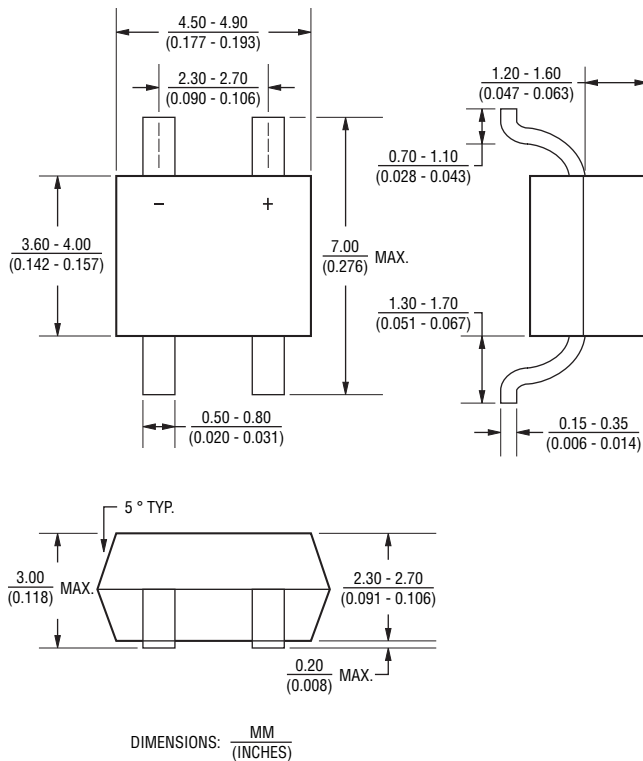 4.50 - 4.90
(0.177 - 0.193)
2.30 - 2.70
(0.090 - 0.106)
1.20 - 1.60
(0.047 - 0.063)
0.70 - 1.10
(0.028 - 0.043)
– +
3.60 - 4.00
(0.142 - 0.157)
7.00
(0.276) MAX.
1.30 - 1.70
(0.051 - 0.067)
0.50 - 0.80
(0.020 - 0.031)
0.15 - 0.35
(0.006 - 0.014)
5 ° TYP.
3.00
(0.118) MAX.
2.30 - 2.70
(0.091 - 0.106)
0.20
(0.008) MAX.
DIMENSIONS: MM
(INCHES)